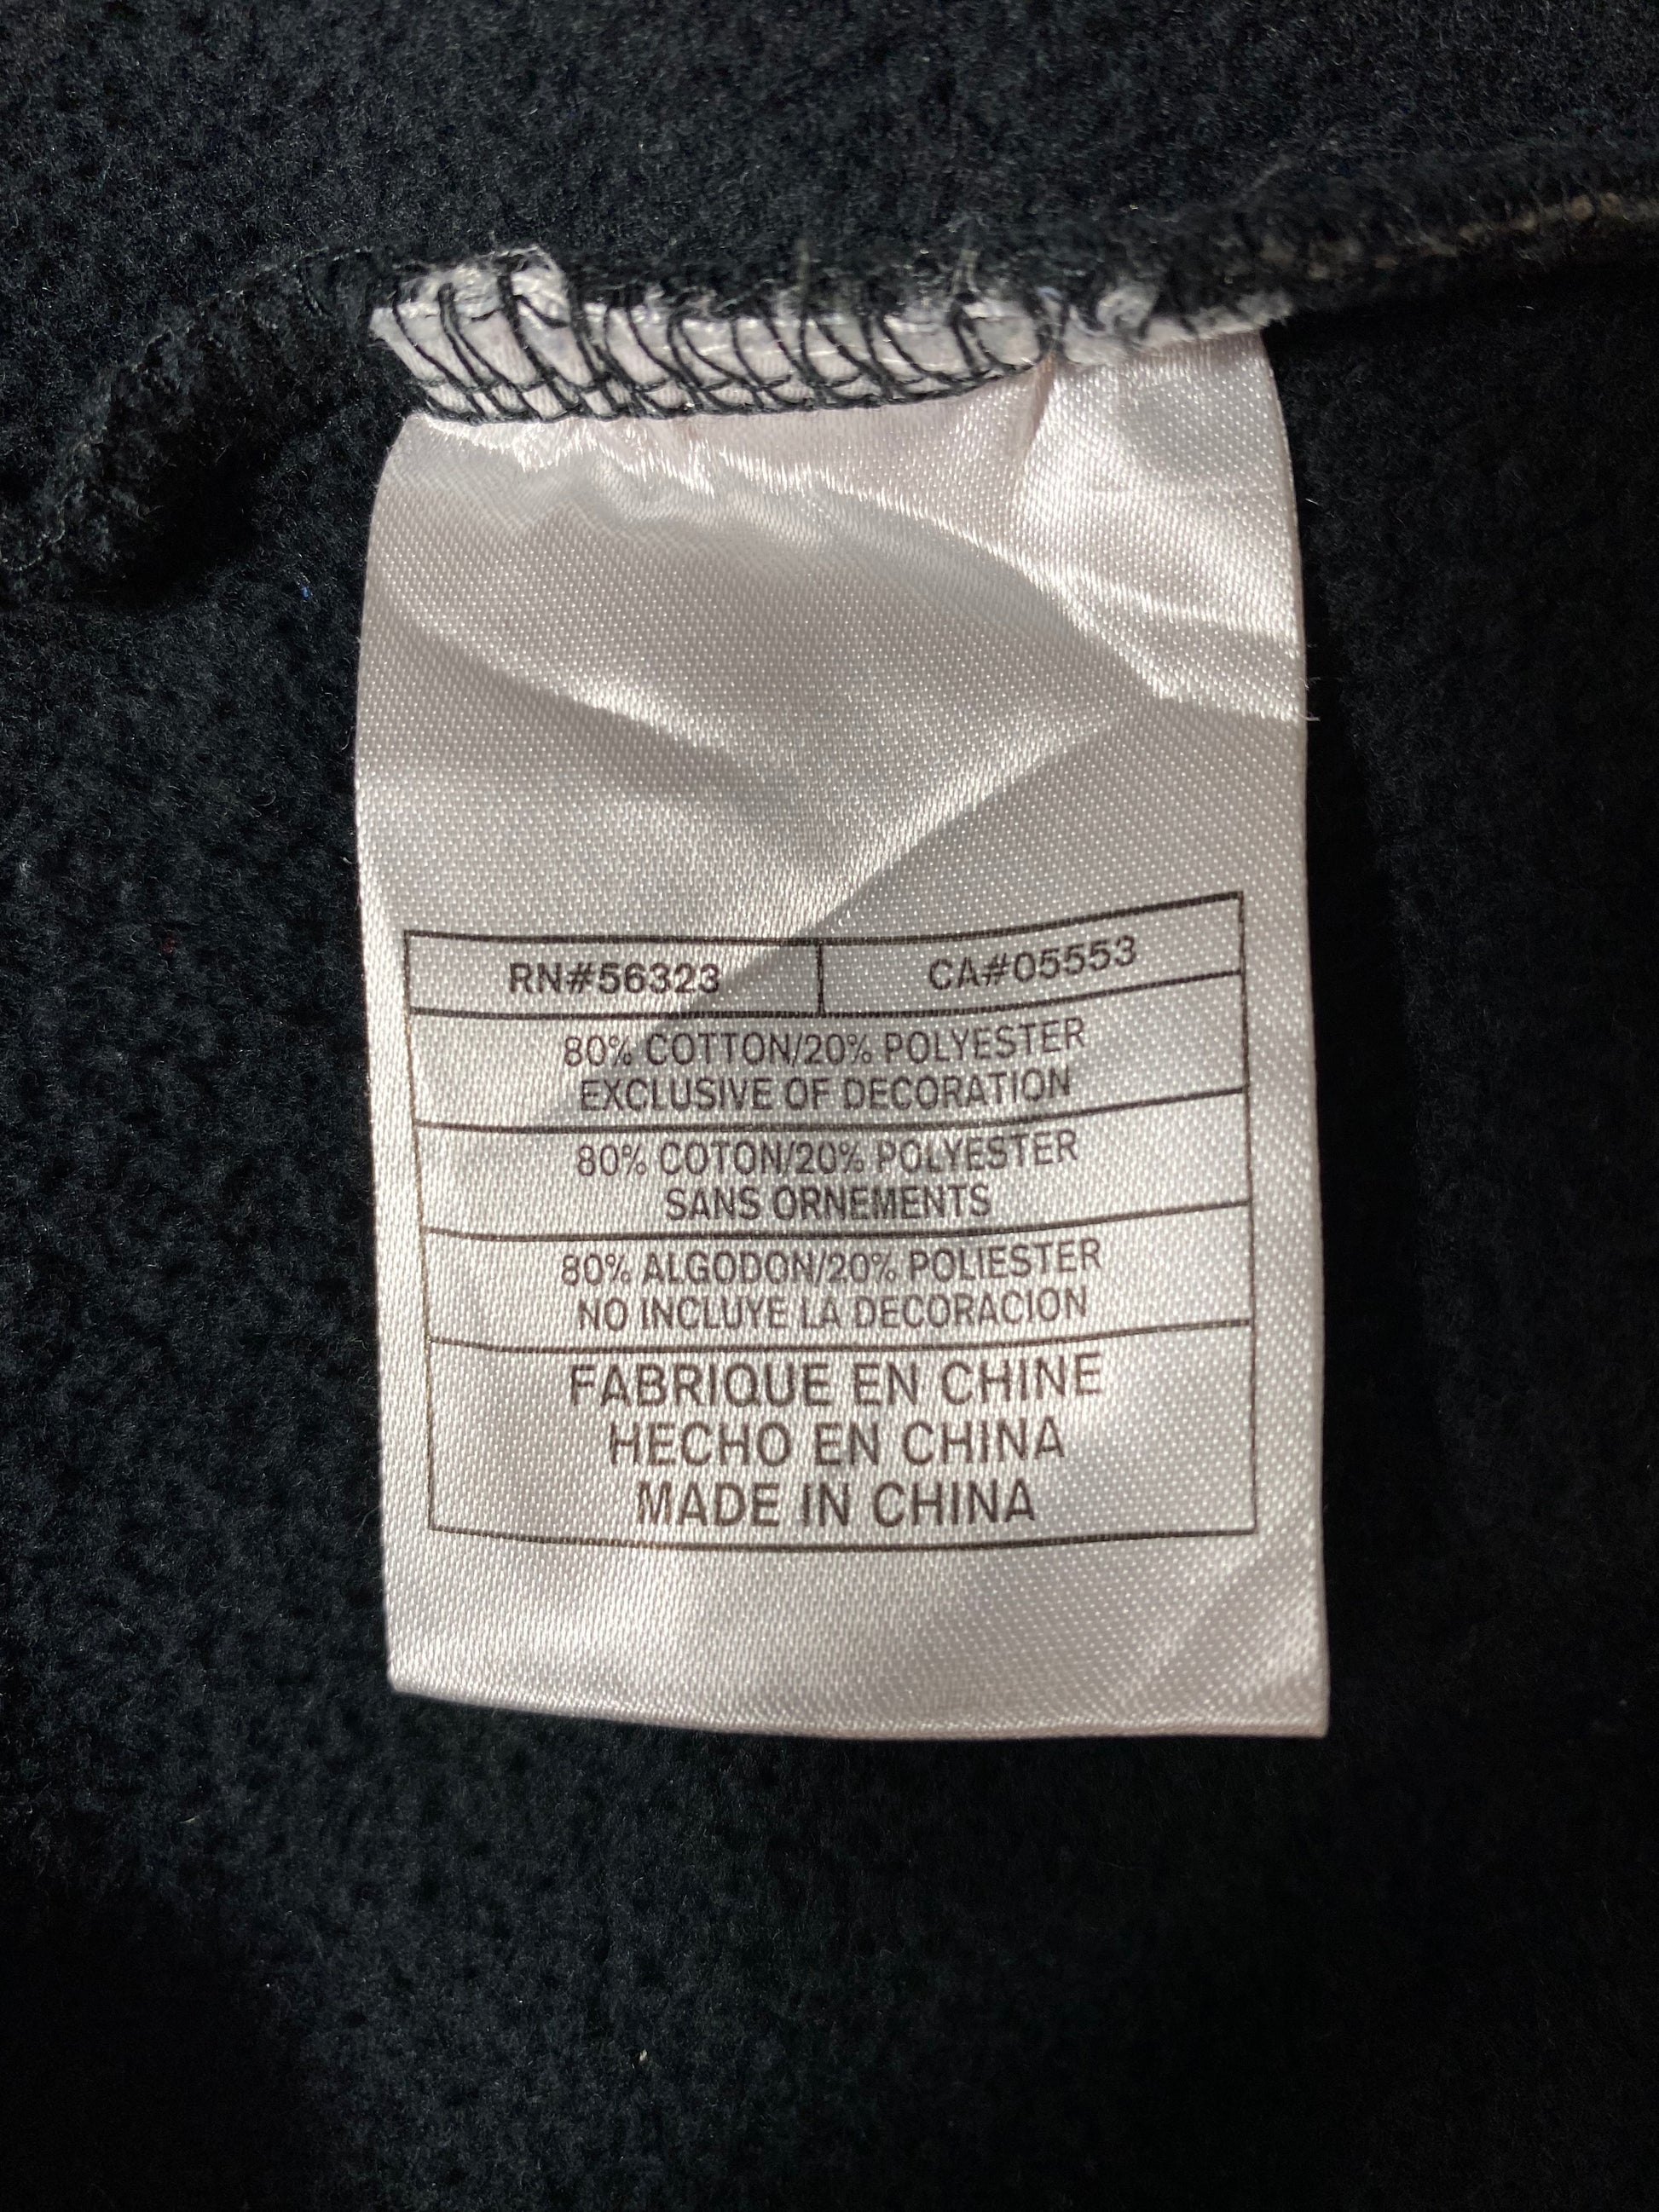 RN#56323 CA#05553
80% COTTON/20% POLYESTER
EXCLUSIVE OF DECORATION
80% COTON/20% POLYESTER
SANS ORNEMENTS
80% ALGODON/20% POLIESTER
NO INCLUYE LA DECORACION
FABRIQUE EN CHINE
HECHO EN CHINA
MADE IN CHINA